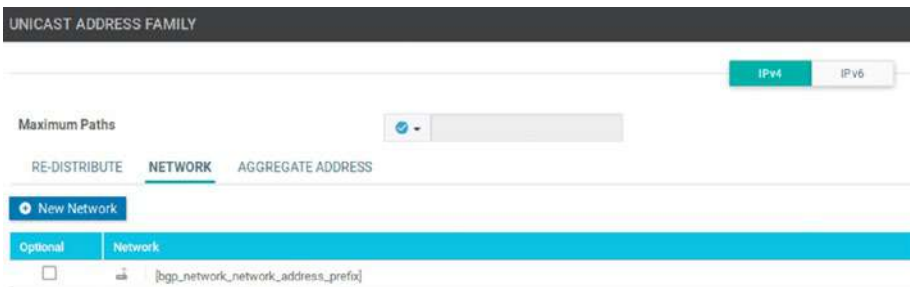 UNICAST ADDRESS FAMILY
IPv4 IPv6
Maximum Paths
RE-DISTRIBUTE NETWORK AGGREGATE ADDRESS
New Network
Optional Network
[bgp_network_network_address_prefix]